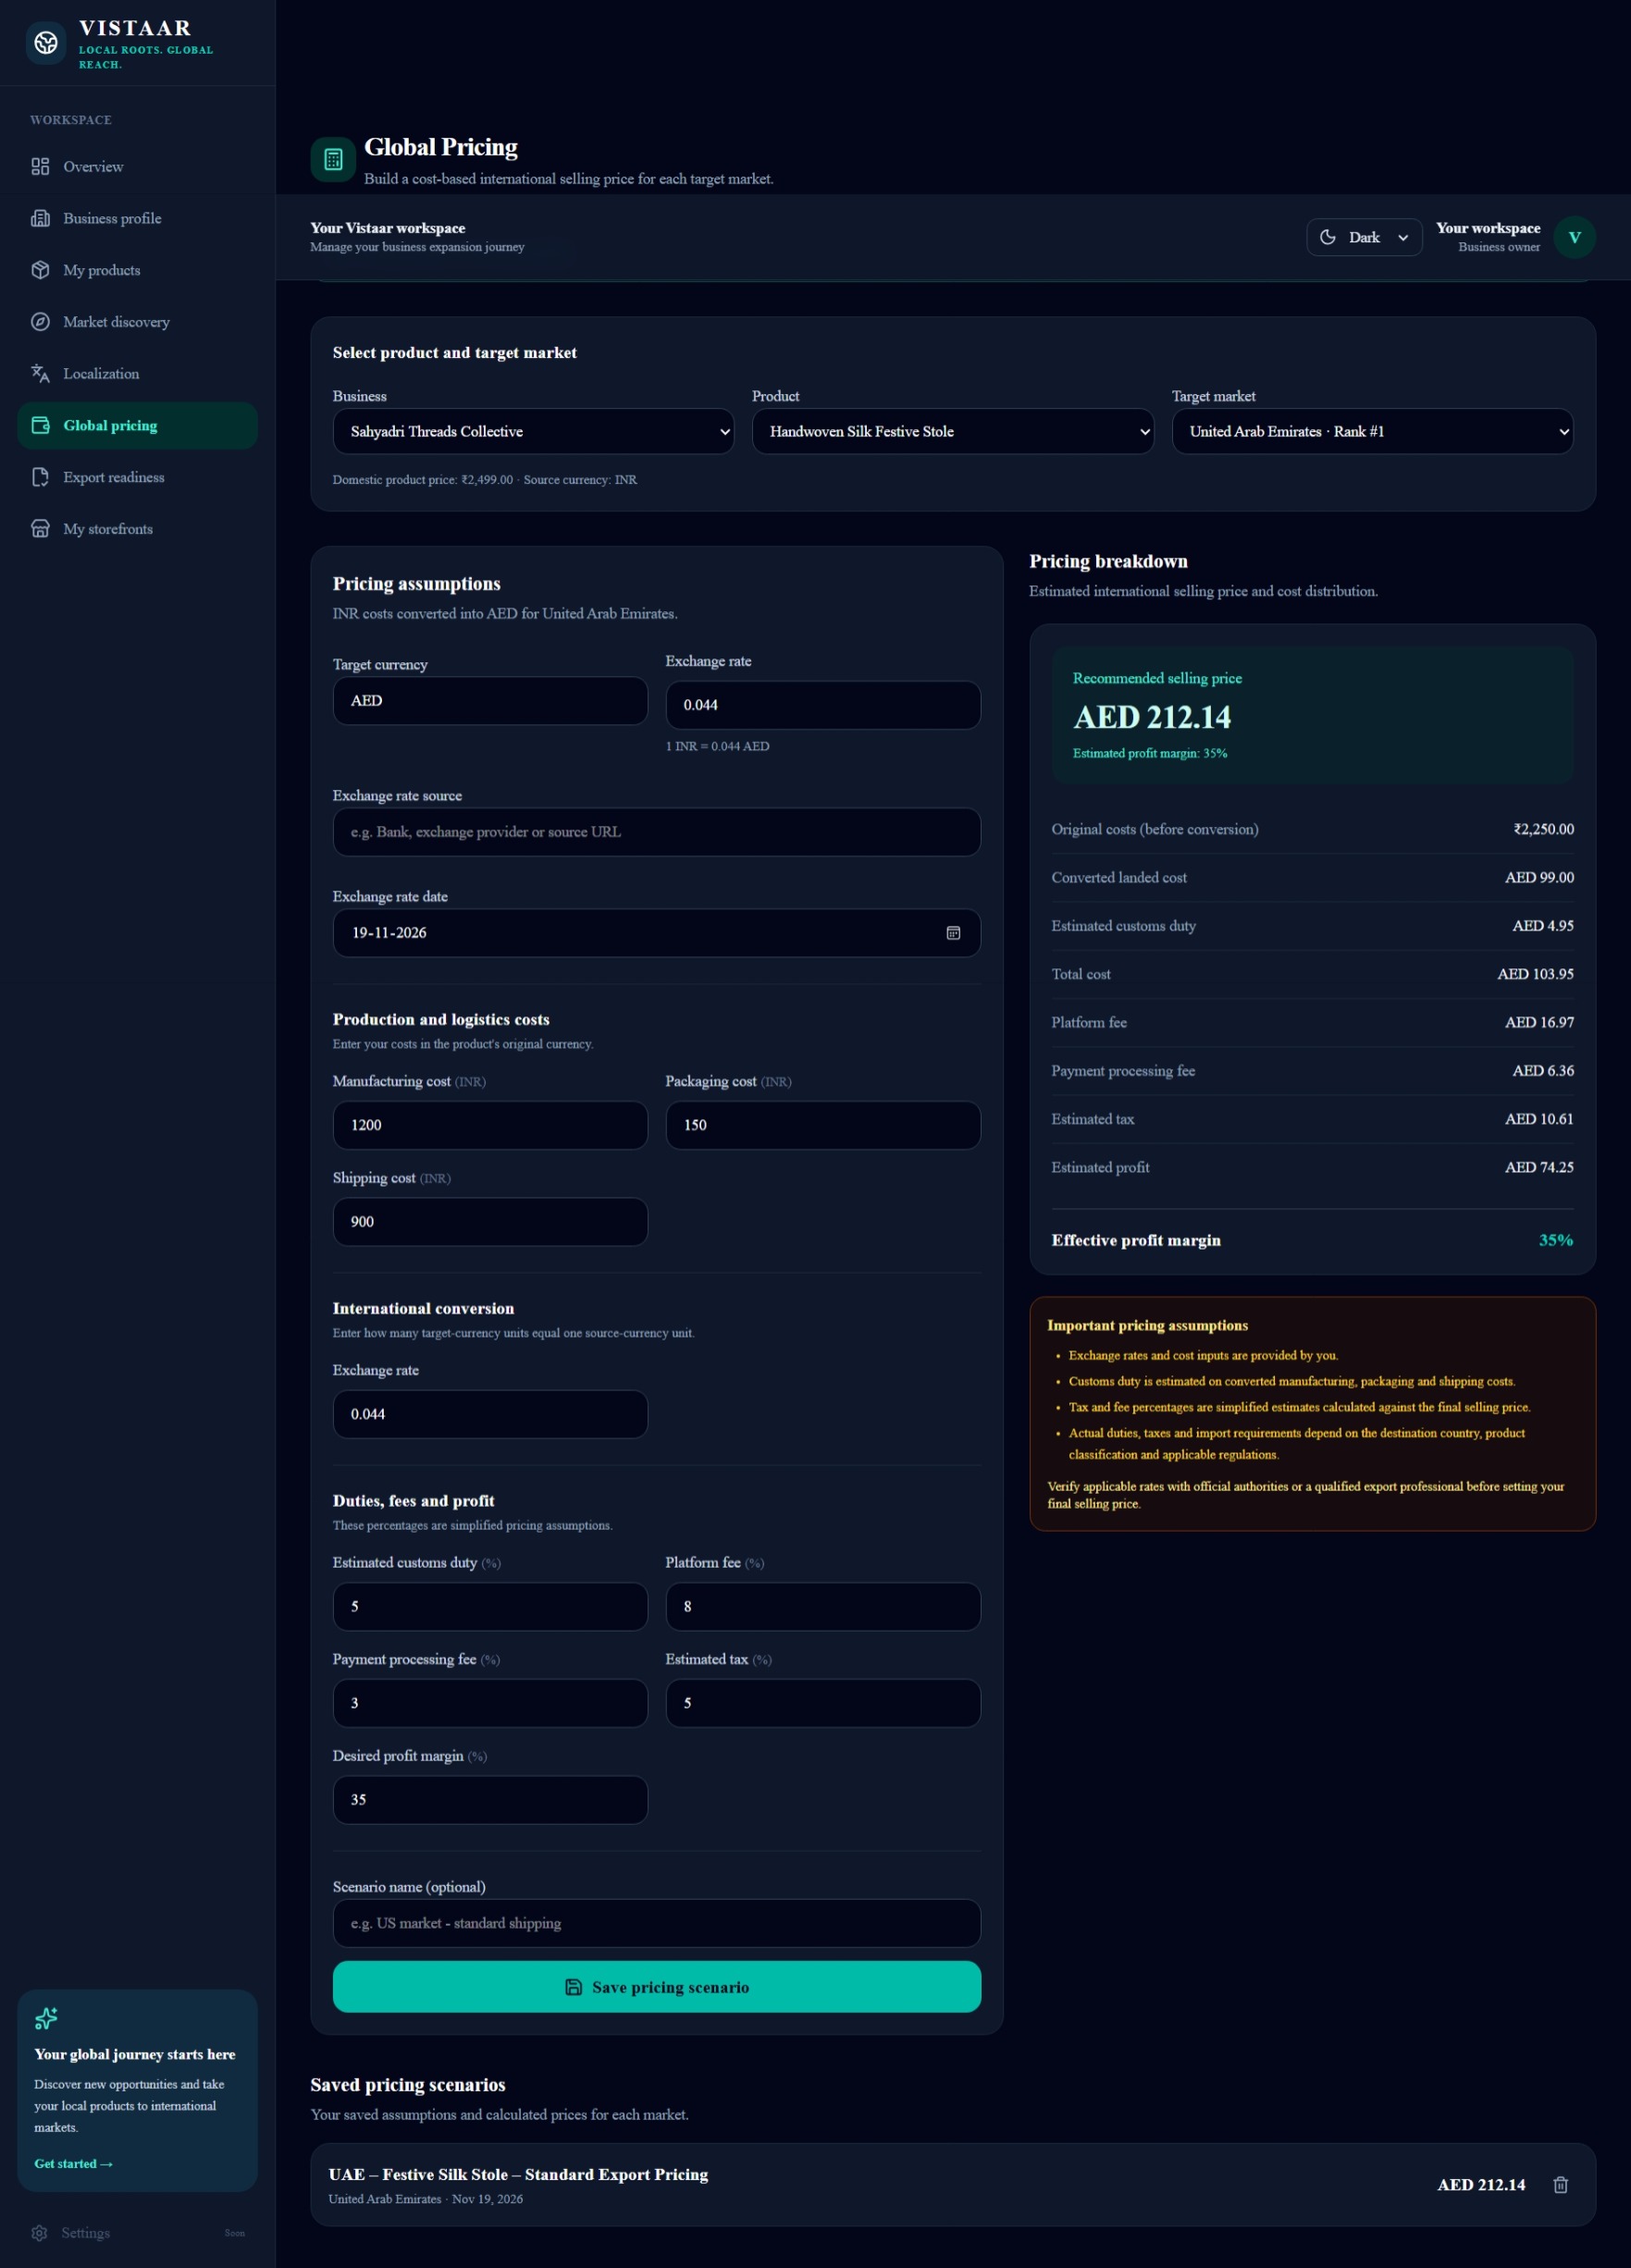 VISTAAR
LOCAL ROOTS. GLOBAL
REACH.
WORKSPACE
Overview
Business profile
My products
Market discovery
Localization
Global pricing
Export readiness
My storefronts
Your global journey starts here
Discover new opportunities and take
your local products to international
markets.
Get started →
Settings
Soon
Global Pricing
Build a cost-based international selling price for each target market.
Your Vistaar workspace
Manage your business expansion journey
Dark
Your workspace
Business owner
V
Select product and target market
Business
Product
Target market
Sahyadri Threads Collective
Handwoven Silk Festive Stole
United Arab Emirates · Rank #1
Domestic product price: ₹2,499.00 · Source currency: INR
Pricing assumptions
INR costs converted into AED for United Arab Emirates.
Target currency
Exchange rate
AED
0.044
1 INR = 0.044 AED
Exchange rate source
e.g. Bank, exchange provider or source URL
Exchange rate date
19-11-2026
Production and logistics costs
Enter your costs in the product's original currency.
Manufacturing cost (INR)
Packaging cost (INR)
1200
150
Shipping cost (INR)
900
International conversion
Enter how many target-currency units equal one source-currency unit.
Exchange rate
0.044
Duties, fees and profit
These percentages are simplified pricing assumptions.
Estimated customs duty (%)
Platform fee (%)
5
8
Payment processing fee (%)
Estimated tax (%)
3
5
Desired profit margin (%)
35
Scenario name (optional)
e.g. US market - standard shipping
Save pricing scenario
Pricing breakdown
Estimated international selling price and cost distribution.
Recommended selling price
AED 212.14
Estimated profit margin: 35%
Original costs (before conversion) ₹2,250.00
Converted landed cost AED 99.00
Estimated customs duty AED 4.95
Total cost AED 103.95
Platform fee AED 16.97
Payment processing fee AED 6.36
Estimated tax AED 10.61
Estimated profit AED 74.25
Effective profit margin 35%
Important pricing assumptions
• Exchange rates and cost inputs are provided by you.
• Customs duty is estimated on converted manufacturing, packaging and shipping costs.
• Tax and fee percentages are simplified estimates calculated against the final selling price.
• Actual duties, taxes and import requirements depend on the destination country, product
classification and applicable regulations.
Verify applicable rates with official authorities or a qualified export professional before setting your
final selling price.
Saved pricing scenarios
Your saved assumptions and calculated prices for each market.
UAE – Festive Silk Stole – Standard Export Pricing
United Arab Emirates · Nov 19, 2026
AED 212.14